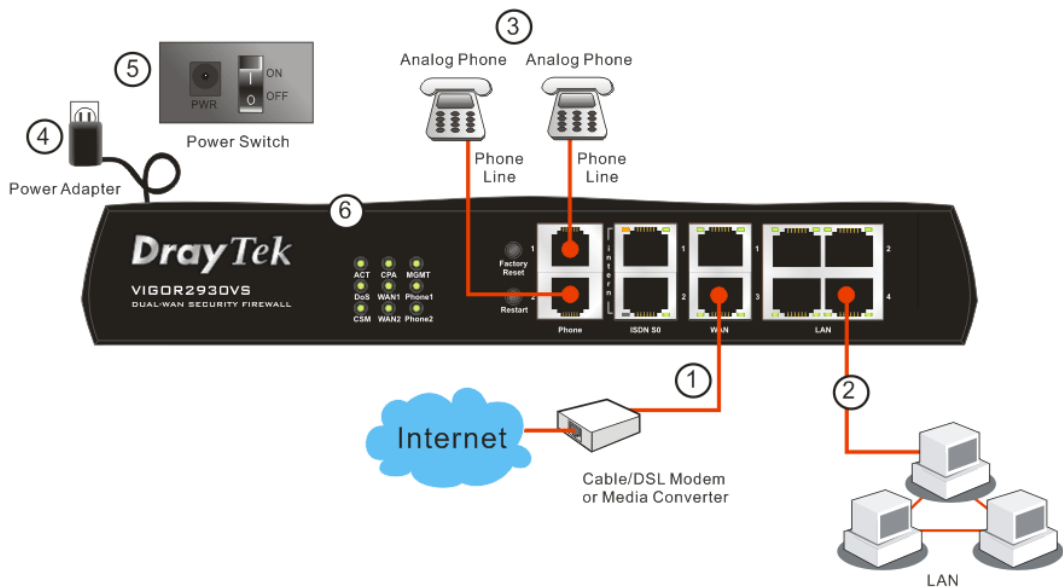 3
Analog Phone
Analog Phone
5
PWR
ON
I
O
OFF
Power Switch
4
Power Adapter
Phone
Line
Phone
Line
6
DrayTek
VIGOR2930VS
DUAL-WAN SECURITY FIREWALL
ACT CPA MGMT
DoS WAN1 Phone1
CSM WAN2 Phone2
Factory
Reset
Restart
1
2
Phone
intern
ISDN S0
1
2
WAN
1
3
LAN
2
4
1
2
Internet
Cable/DSL Modem
or Media Converter
LAN